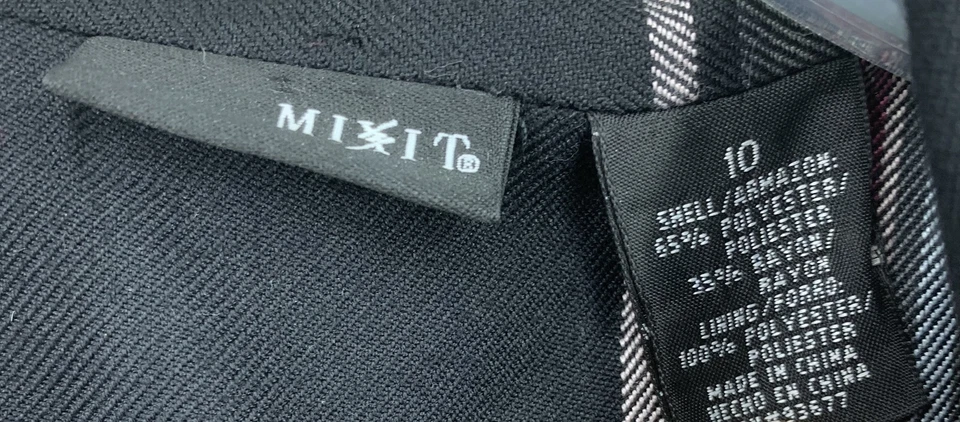 MIXIT®
10
SHELL/ARMAZON:
65% POLYESTER/
POLIESTER
35% RAYON/
RAYON
LINING/FORRO:
100% POLYESTER/
POLIESTER
MADE IN CHINA
HECHO EN CHINA